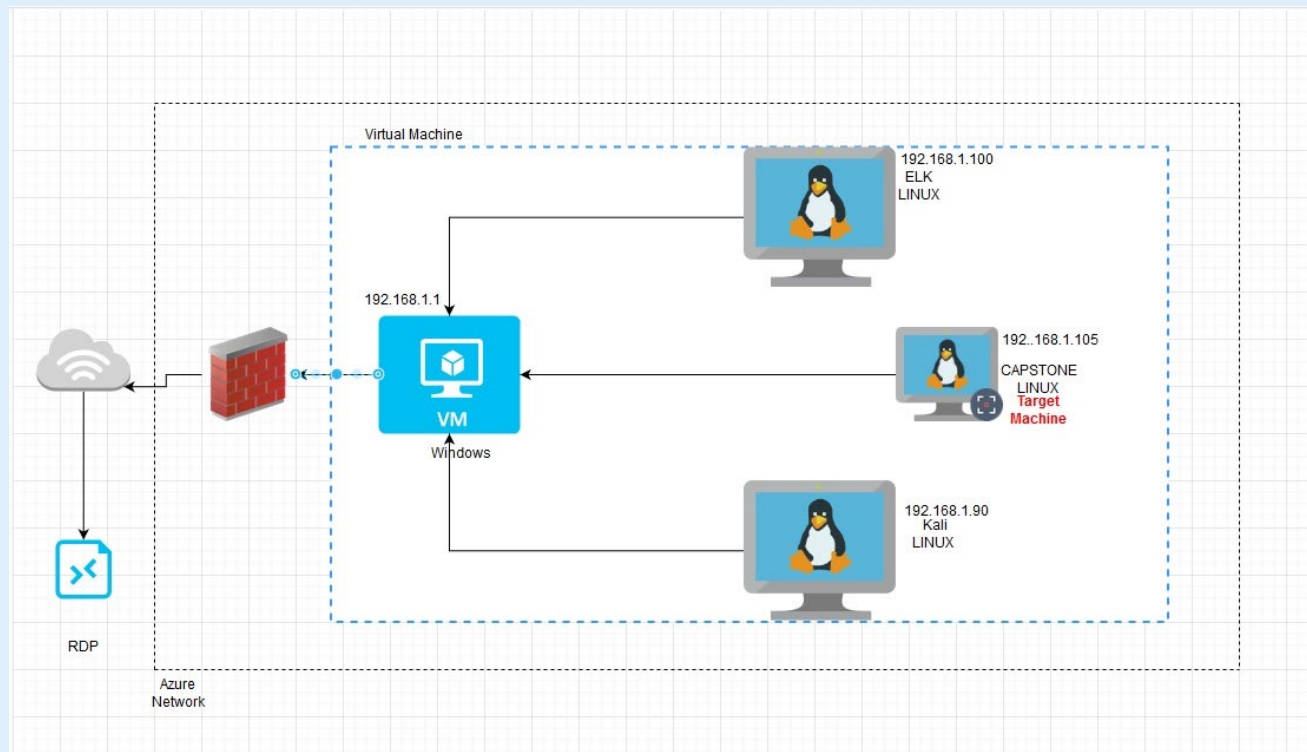 Virtual Machine
192.168.1.100
ELK
LINUX
192.168.1.1
VM
Windows
192..168.1.105
CAPSTONE
LINUX
Target
Machine
192.168.1.90
Kali
LINUX
RDP
Azure
Network